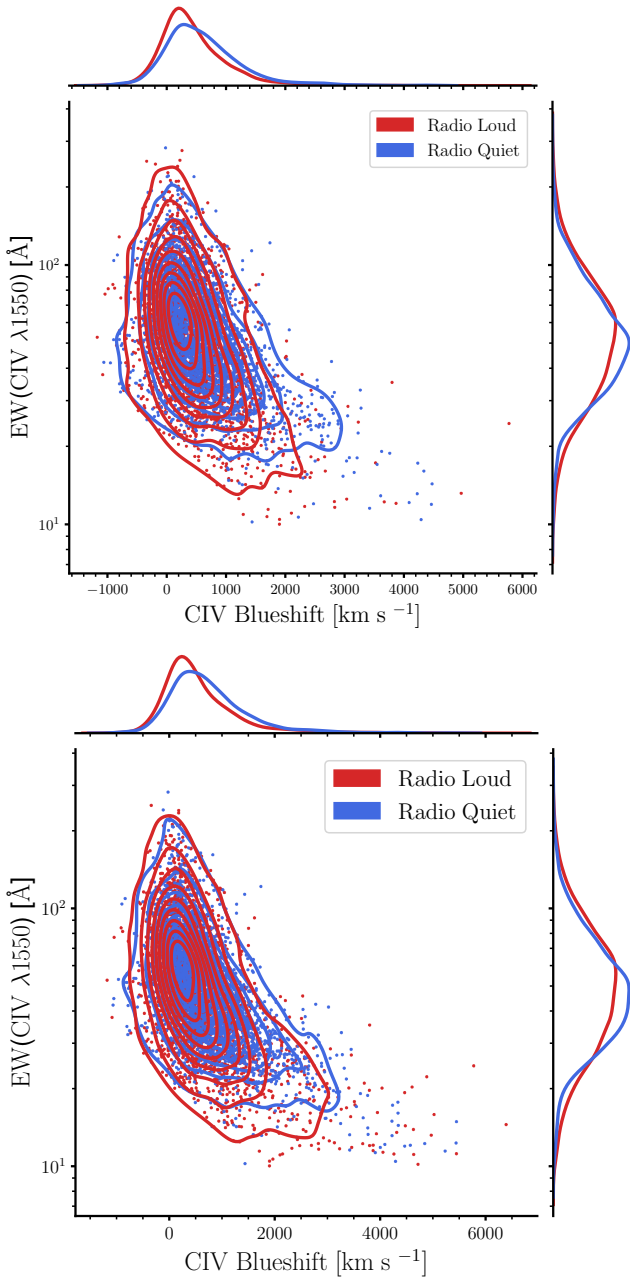 Radio Loud
Radio Quiet
10²
10¹
EW(CIV λ1550) [Å]
−1000 0 1000 2000 3000 4000 5000 6000
CIV Blueshift [km s ⁻¹]
Radio Loud
Radio Quiet
10²
10¹
EW(CIV λ1550) [Å]
0 2000 4000 6000
CIV Blueshift [km s ⁻¹]